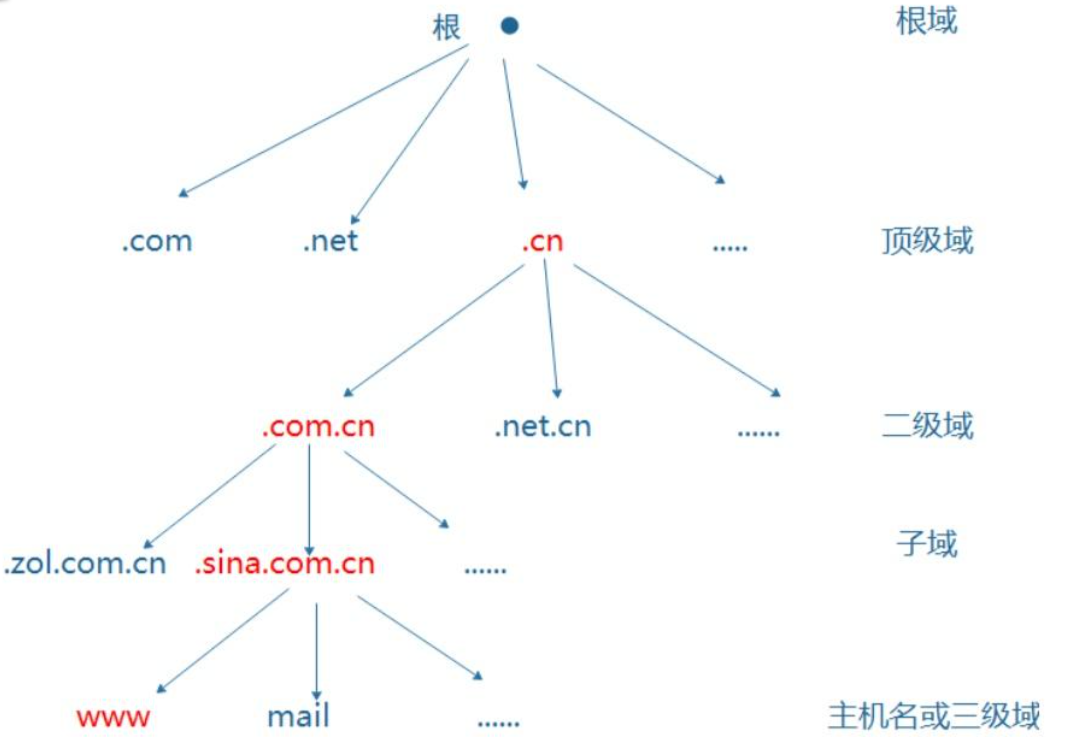 根 ● 根域
.com .net .cn ..... 顶级域
.com.cn .net.cn ...... 二级域
子域
.zol.com.cn .sina.com.cn ......
www mail ...... 主机名或三级域